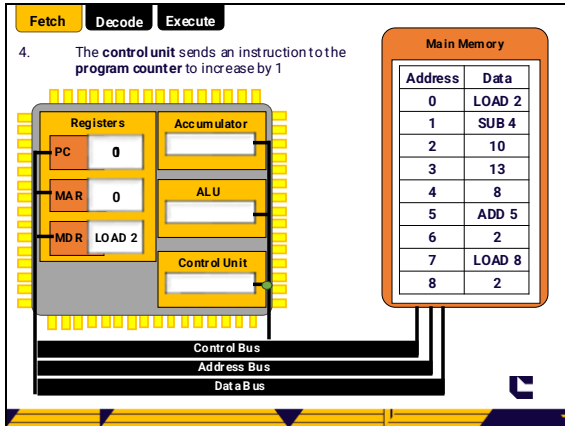 Fetch Decode Execute
4. The control unit sends an instruction to the
program counter to increase by 1
Main Memory
Address Data
0 LOAD 2
1 SUB 4
2 10
3 13
4 8
5 ADD 5
6 2
7 LOAD 8
8 2
Registers
PC
MAR 0
MDR LOAD 2
Accumulator
ALU
Control Unit
Control Bus
Address Bus
Data Bus